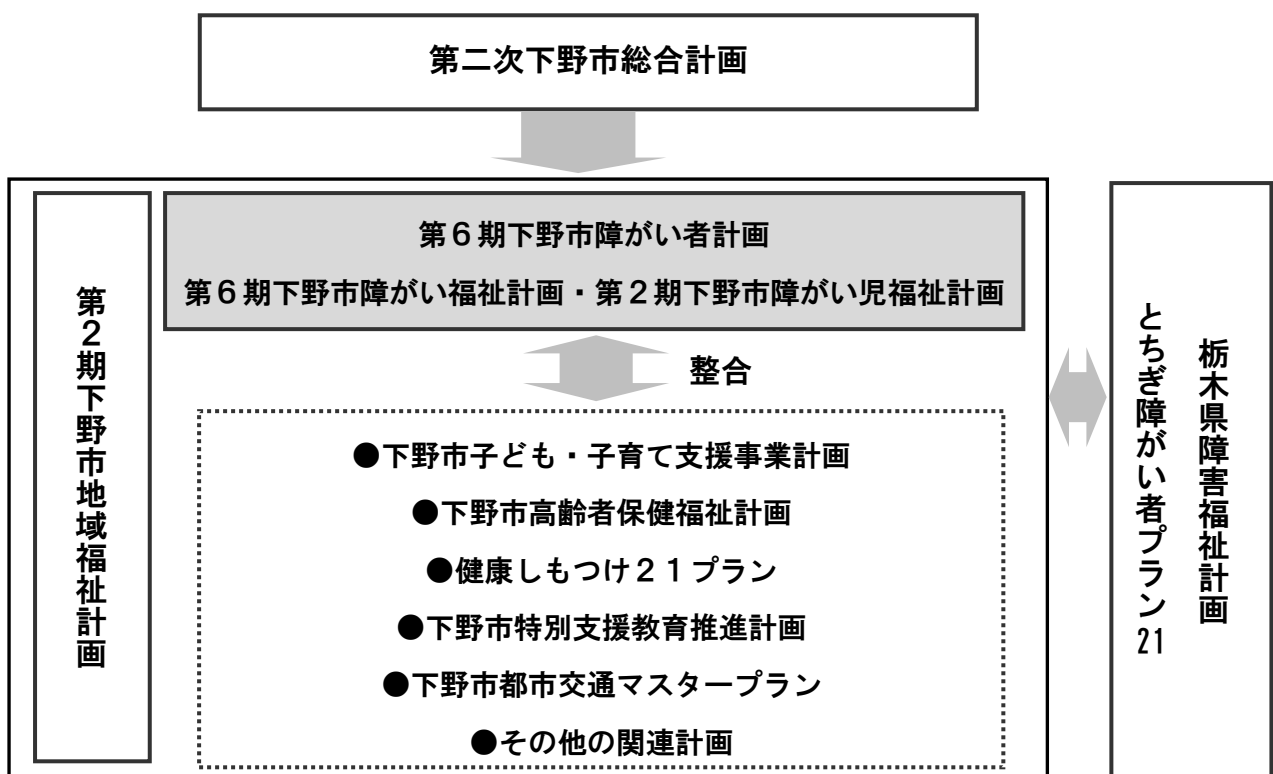 第二次下野市総合計画
第２期下野市地域福祉計画
第６期下野市障がい者計画
第６期下野市障がい福祉計画・第２期下野市障がい児福祉計画
整合
●下野市子ども・子育て支援事業計画
●下野市高齢者保健福祉計画
●健康しもつけ２１プラン
●下野市特別支援教育推進計画
●下野市都市交通マスタープラン
●その他の関連計画
栃木県障害福祉計画
とちぎ障がい者プラン21